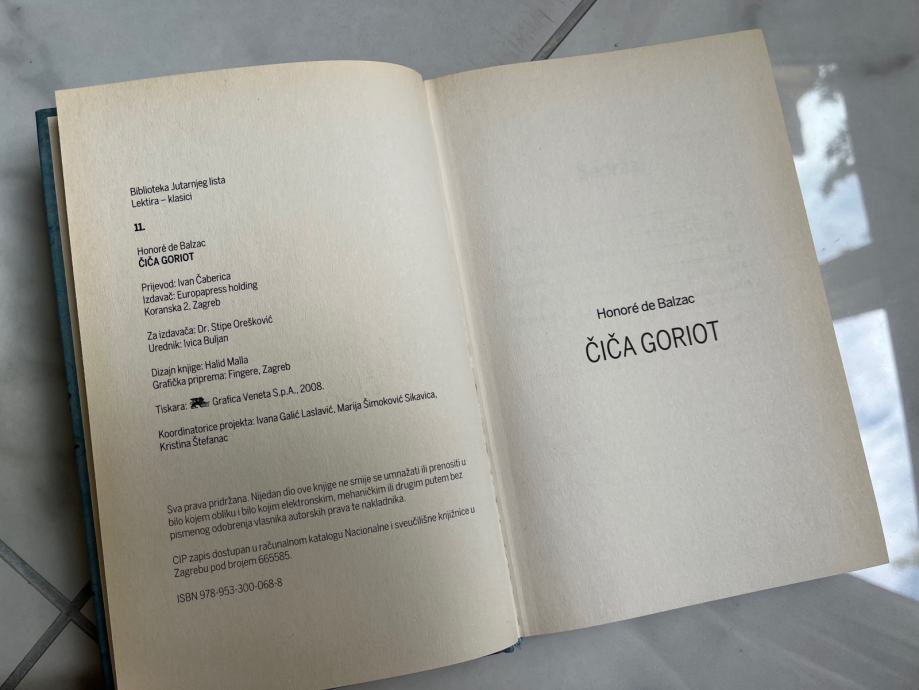 Biblioteka Jutarnjeg lista
Lektira – klasici
11.
Honoré de Balzac
ČIČA GORIOT
Prijevod: Ivan Čaberica
Izdavač: Europapress holding
Koranska 2, Zagreb
Za izdavača: Dr. Stipe Orešković
Urednik: Ivica Buljan
Dizajn knjige: Halid Malla
Grafička priprema: Fingere, Zagreb
Tiskara: Grafica Veneta S.p.A., 2008.
Koordinatorice projekta: Ivana Galić Laslavić, Marija Šimoković Sikavica,
Kristina Štefanac
Sva prava pridržana. Nijedan dio ove knjige ne smije se umnažati ili prenositi u
bilo kojem obliku i bilo kojim elektronskim, mehaničkim ili drugim putem bez
pismenog odobrenja vlasnika autorskih prava te nakladnika.
CIP zapis dostupan u računalnom katalogu Nacionalne i sveučilišne knjižnice u
Zagrebu pod brojem 665585.
ISBN 978-953-300-068-8
Honoré de Balzac
ČIČA GORIOT